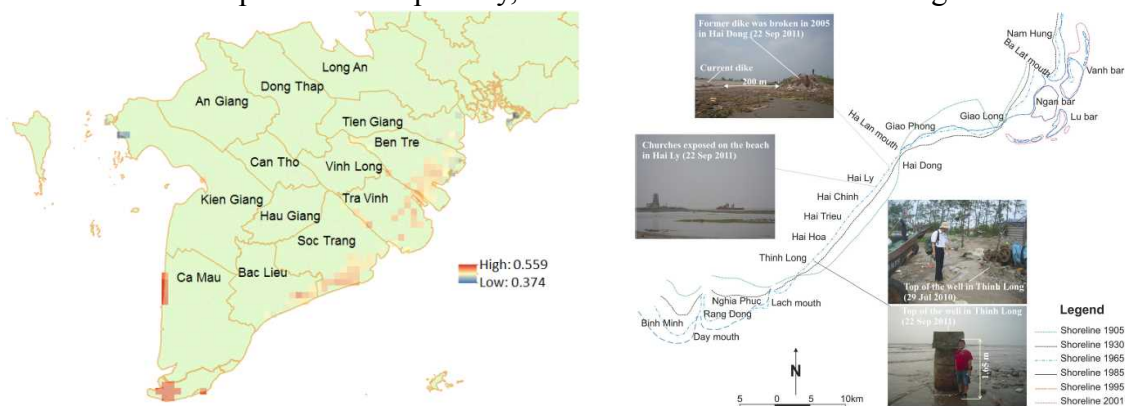 Long An
Dong Thap
An Giang
Tien Giang
Ben Tre
Can Tho
Vinh Long
Kien Giang
Tra Vinh
Hau Giang
Soc Trang
Ca Mau
Bac Lieu
High: 0.559
Low: 0.374
Former dike was broken in 2005
in Hai Dong (22 Sep 2011)
Current dike
200 m
Churches exposed on the beach
in Hai Ly (22 Sep 2011)
Nam Hung
Ba Lat mouth
Vanh bar
Ngan bar
Lu bar
Giao Long
Giao Phong
Ha Lan mouth
Hai Dong
Hai Ly
Hai Chinh
Hai Trieu
Hai Hoa
Thinh Long
Top of the well in Thinh Long
(29 Jul 2010)
Top of the well in Thinh Long
(22 Sep 2011)
1.65 m
Lach mouth
Nghia Phuc
Rang Dong
Binh Minh
Day mouth
N
5 0 5 10km
Legend
Shoreline 1905
Shoreline 1930
Shoreline 1965
Shoreline 1985
Shoreline 1995
Shoreline 2001